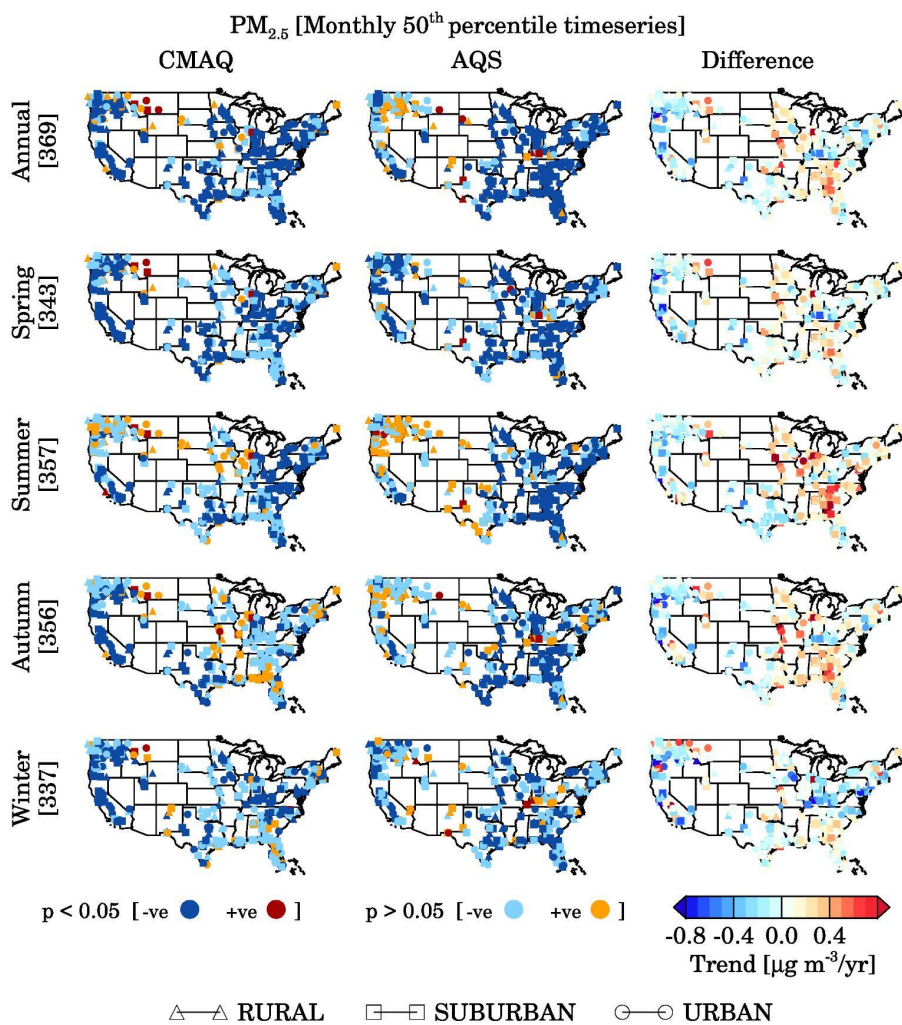 PM2.5 [Monthly 50th percentile timeseries]
CMAQ AQS Difference
Annual
[369]
Spring
[343]
Summer
[357]
Autumn
[356]
Winter
[337]
p < 0.05 [ -ve +ve ] p > 0.05 [ -ve +ve ]
-0.8 -0.4 0.0 0.4
Trend [µg m-3/yr]
RURAL SUBURBAN URBAN